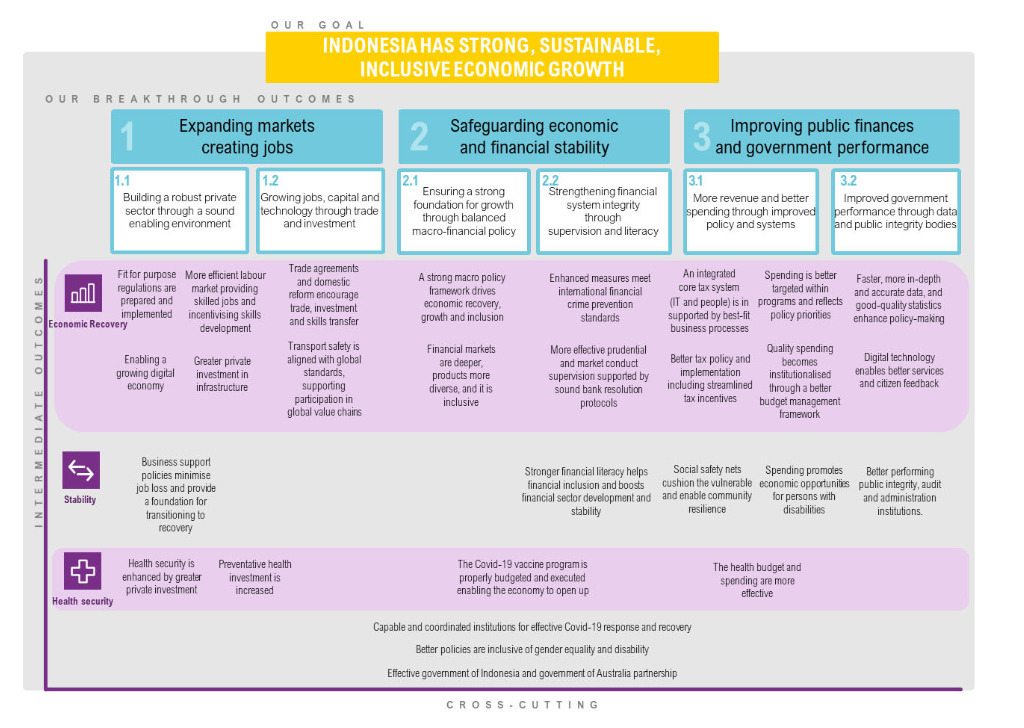 OUR GOAL
INDONESIA HAS STRONG, SUSTAINABLE,
INCLUSIVE ECONOMIC GROWTH
OUR BREAKTHROUGH OUTCOMES
1
Expanding markets
creating jobs
2
Safeguarding economic
and financial stability
3
Improving public finances
and government performance
1.1
Building a robust private
sector through a sound
enabling environment
1.2
Growing jobs, capital and
technology through trade
and investment
2.1
Ensuring a strong
foundation for growth
through balanced
macro-financial policy
2.2
Strengthening financial
system integrity
through
supervision and literacy
3.1
More revenue and better
spending through improved
policy and systems
3.2
Improved government
performance through data
and public integrity bodies
INTERMEDIATE OUTCOMES
Economic Recovery
Fit for purpose
regulations are
prepared and
implemented
More efficient labour
market providing
skilled jobs and
incentivising skills
development
Trade agreements
and domestic
reform encourage
trade, investment
and skills transfer
A strong macro policy
framework drives
economic recovery,
growth and inclusion
Enhanced measures meet
international financial
crime prevention
standards
An integrated
core tax system
(IT and people) is in
supported by best-fit
business processes
Spending is better
targeted within
programs and reflects
policy priorities
Faster, more in-depth
and accurate data, and
good-quality statistics
enhance policy-making
Enabling a
growing digital
economy
Greater private
investment in
infrastructure
Transport safety is
aligned with global
standards,
supporting
participation in
global value chains
Financial markets
are deeper,
products more
diverse, and it is
inclusive
More effective prudential
and market conduct
supervision supported by
sound bank resolution
protocols
Better tax policy and
implementation
including streamlined
tax incentives
Quality spending
becomes
institutionalised
through a better
budget management
framework
Digital technology
enables better services
and citizen feedback
Stability
Business support
policies minimise
job loss and provide
a foundation for
transitioning to
recovery
Stronger financial literacy helps
financial inclusion and boosts
financial sector development and
stability
Social safety nets
cushion the vulnerable
and enable community
resilience
Spending promotes
economic opportunities
for persons with
disabilities
Better performing
public integrity, audit
and administration
institutions.
Health security
Health security is
enhanced by greater
private investment
Preventative health
investment is
increased
The Covid-19 vaccine program is
properly budgeted and executed
enabling the economy to open up
The health budget and
spending are more
effective
Capable and coordinated institutions for effective Covid-19 response and recovery
Better policies are inclusive of gender equality and disability
Effective government of Indonesia and government of Australia partnership
CROSS-CUTTING